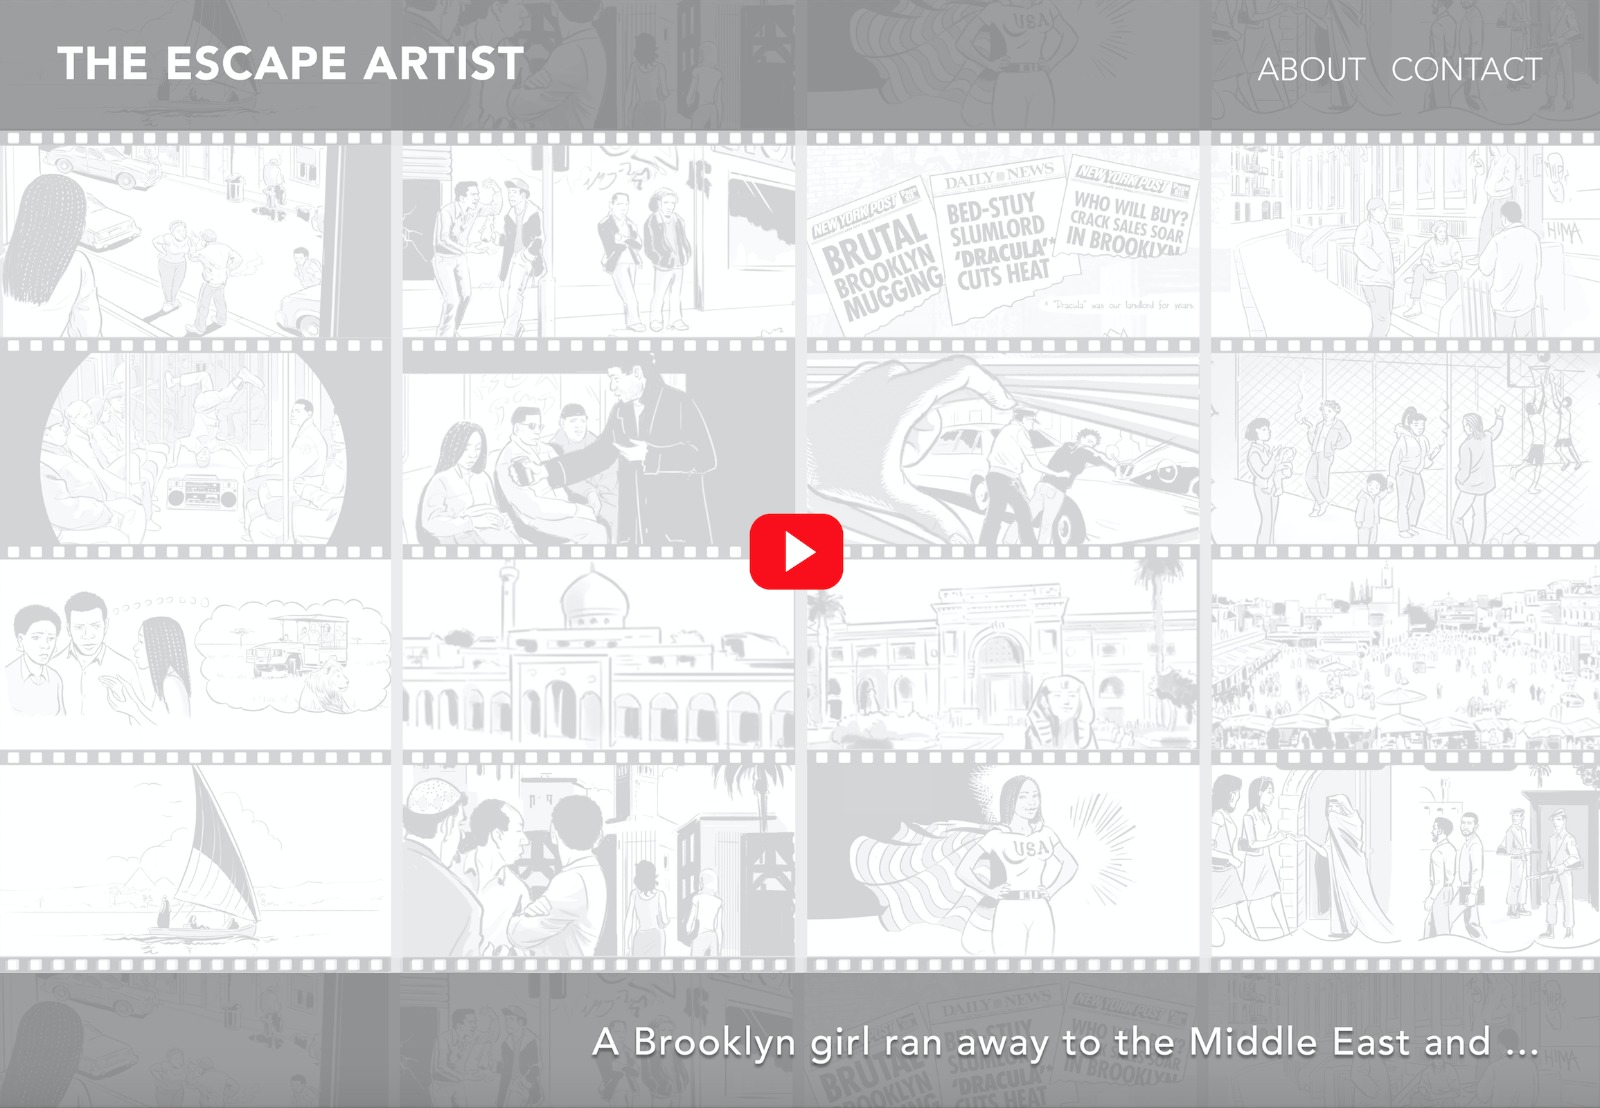 THE ESCAPE ARTIST
ABOUT CONTACT
NEW YORK POST
BRUTAL
BROOKLYN
MUGGING
DAILY NEWS
BED-STUY
SLUMLORD
'DRACULA'*
CUTS HEAT
NEW YORK POST
WHO WILL BUY?
CRACK SALES SOAR
IN BROOKLYN
* "Dracula" was our landlord for years.
HIMA
USA
A Brooklyn girl ran away to the Middle East and ...